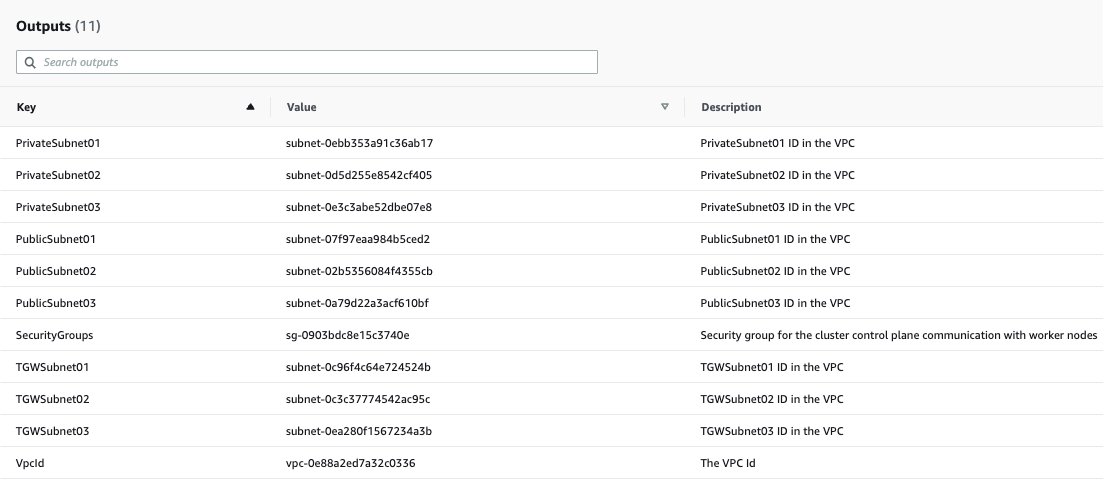 Outputs (11)
Search outputs
Key Value Description
PrivateSubnet01 subnet-0ebb353a91c36ab17 PrivateSubnet01 ID in the VPC
PrivateSubnet02 subnet-0d5d255e8542cf405 PrivateSubnet02 ID in the VPC
PrivateSubnet03 subnet-0e3c3abe52dbe07e8 PrivateSubnet03 ID in the VPC
PublicSubnet01 subnet-07f97eaa984b5ced2 PublicSubnet01 ID in the VPC
PublicSubnet02 subnet-02b5356084f4355cb PublicSubnet02 ID in the VPC
PublicSubnet03 subnet-0a79d22a3acf610bf PublicSubnet03 ID in the VPC
SecurityGroups sg-0903bdc8e15c3740e Security group for the cluster control plane communication with worker nodes
TGWSubnet01 subnet-0c96f4c64e724524b TGWSubnet01 ID in the VPC
TGWSubnet02 subnet-0c3c37774542ac95c TGWSubnet02 ID in the VPC
TGWSubnet03 subnet-0ea280f1567234a3b TGWSubnet03 ID in the VPC
VpcId vpc-0e88a2ed7a32c0336 The VPC Id